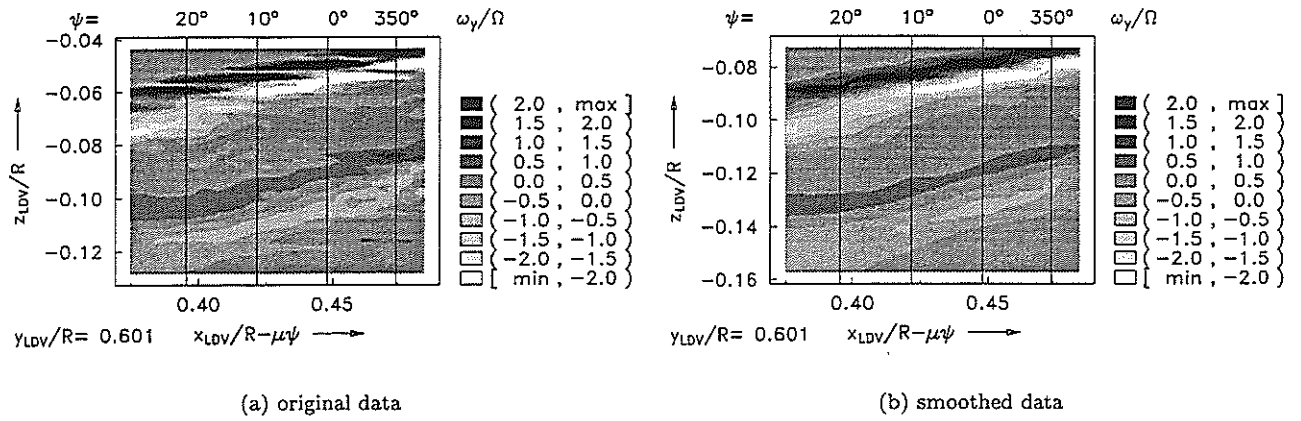 ψ= 20° 10° 0° 350° ω_y/Ω
-0.04
-0.06
-0.08
-0.10
-0.12
z_LDV/R
( 2.0 , max ]
( 1.5 , 2.0 )
( 1.0 , 1.5 )
( 0.5 , 1.0 )
( 0.0 , 0.5 )
( -0.5 , 0.0 )
( -1.0 , -0.5 )
( -1.5 , -1.0 )
( -2.0 , -1.5 )
[ min , -2.0 )
0.40 0.45
y_LDV/R= 0.601 x_LDV/R-μψ
(a) original data
ψ= 20° 10° 0° 350° ω_y/Ω
-0.08
-0.10
-0.12
-0.14
-0.16
z_LDV/R
( 2.0 , max ]
( 1.5 , 2.0 )
( 1.0 , 1.5 )
( 0.5 , 1.0 )
( 0.0 , 0.5 )
( -0.5 , 0.0 )
( -1.0 , -0.5 )
( -1.5 , -1.0 )
( -2.0 , -1.5 )
[ min , -2.0 )
0.40 0.45
y_LDV/R= 0.601 x_LDV/R-μψ
(b) smoothed data